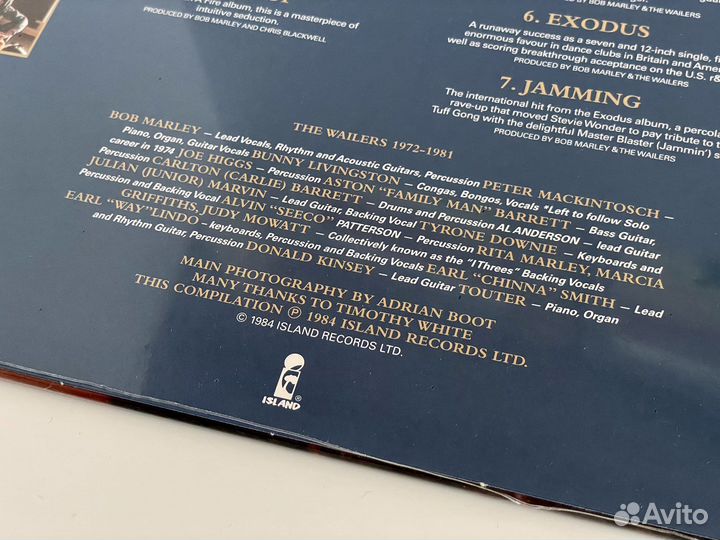 Fire album, this is a masterpiece of
intuitive seduction.
BY BOB MARLEY AND CHRIS BLACKWELL
PRODUCED BY BOB MARLEY & THE WAILERS
6. EXODUS
A runaway success as a seven and 12-inch single,
enormous favour in dance clubs in Britain and
well as scoring breakthrough acceptance on the U.S.
PRODUCED BY BOB MARLEY & THE WAILERS
7. JAMMING
The international hit from the Exodus album, a
rave-up that moved Stevie Wonder to pay tribute to
Tuff Gong with the delightful Master Blaster (Jammin')
PRODUCED BY BOB MARLEY & THE WAILERS
THE WAILERS 1972–1981
BOB MARLEY – Lead Vocals, Rhythm and Acoustic Guitars, Percussion PETER MACKINTOSCH –
Piano, Organ, Guitar Vocals BUNNY LIVINGSTON – Congas, Bongos, Vocals *Left to follow Solo
career in 1974 JOE HIGGS – Percussion ASTON "FAMILY MAN" BARRETT – Bass Guitar,
Percussion CARLTON (CARLIE) BARRETT – Drums and Percussion AL ANDERSON – lead Guitar
JULIAN (JUNIOR) MARVIN – Lead Guitar, Backing Vocal TYRONE DOWNIE – Keyboards and
Percussion and Backing Vocal ALVIN "SEECO" PATTERSON – Percussion RITA MARLEY, MARCIA
GRIFFITHS, JUDY MOWATT – Collectively known as the "I Threes" Backing Vocals
EARL "WAY" LINDO – keyboards, Percussion and Backing Vocals EARL "CHINNA" SMITH – Lead
and Rhythm Guitar, Percussion DONALD KINSEY – Lead Guitar TOUTER – Piano, Organ
MAIN PHOTOGRAPHY BY ADRIAN BOOT
MANY THANKS TO TIMOTHY WHITE
THIS COMPILATION ℗ 1984 ISLAND RECORDS LTD.
© 1984 ISLAND RECORDS LTD.
ISLAND ®
Avito